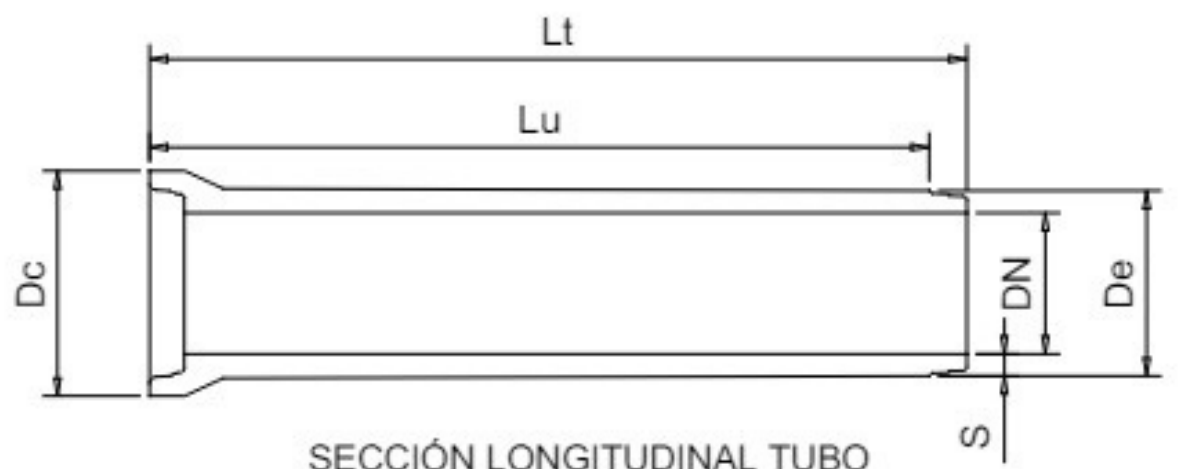 Lt
Lu
Dc
DN
De
S
SECCIÓN LONGITUDINAL TUBO